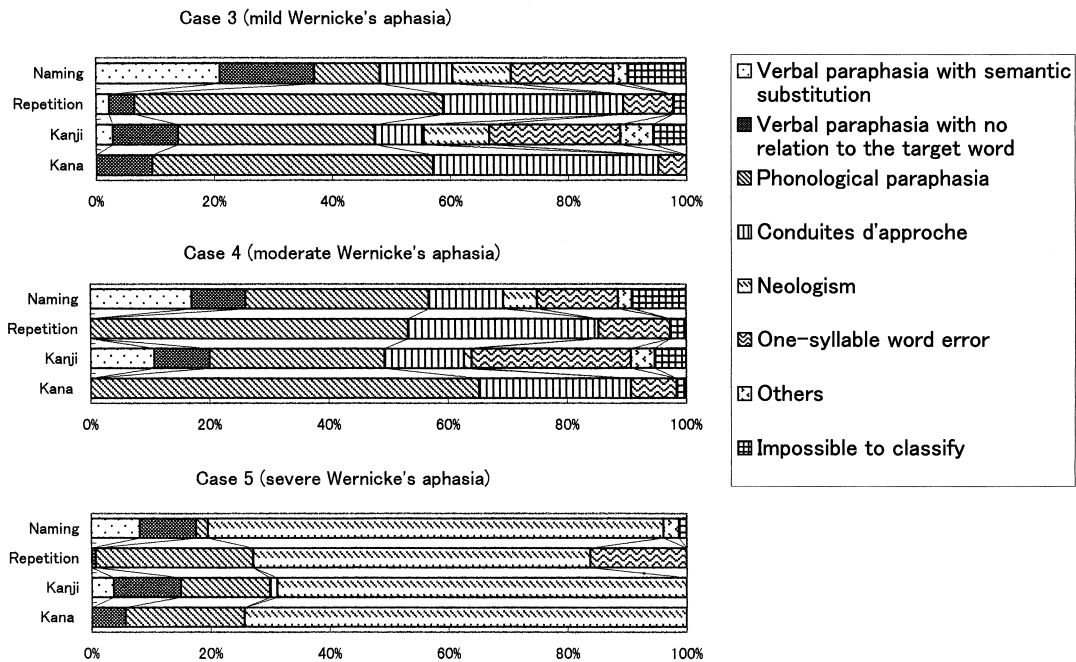 Case 3 (mild Wernicke's aphasia)
Naming
Repetition
Kanji
Kana
0% 20% 40% 60% 80% 100%
Case 4 (moderate Wernicke's aphasia)
Naming
Repetition
Kanji
Kana
0% 20% 40% 60% 80% 100%
Case 5 (severe Wernicke's aphasia)
Naming
Repetition
Kanji
Kana
0% 20% 40% 60% 80% 100%
Verbal paraphasia with semantic
substitution
Verbal paraphasia with no
relation to the target word
Phonological paraphasia
Conduites d'approche
Neologism
One-syllable word error
Others
Impossible to classify